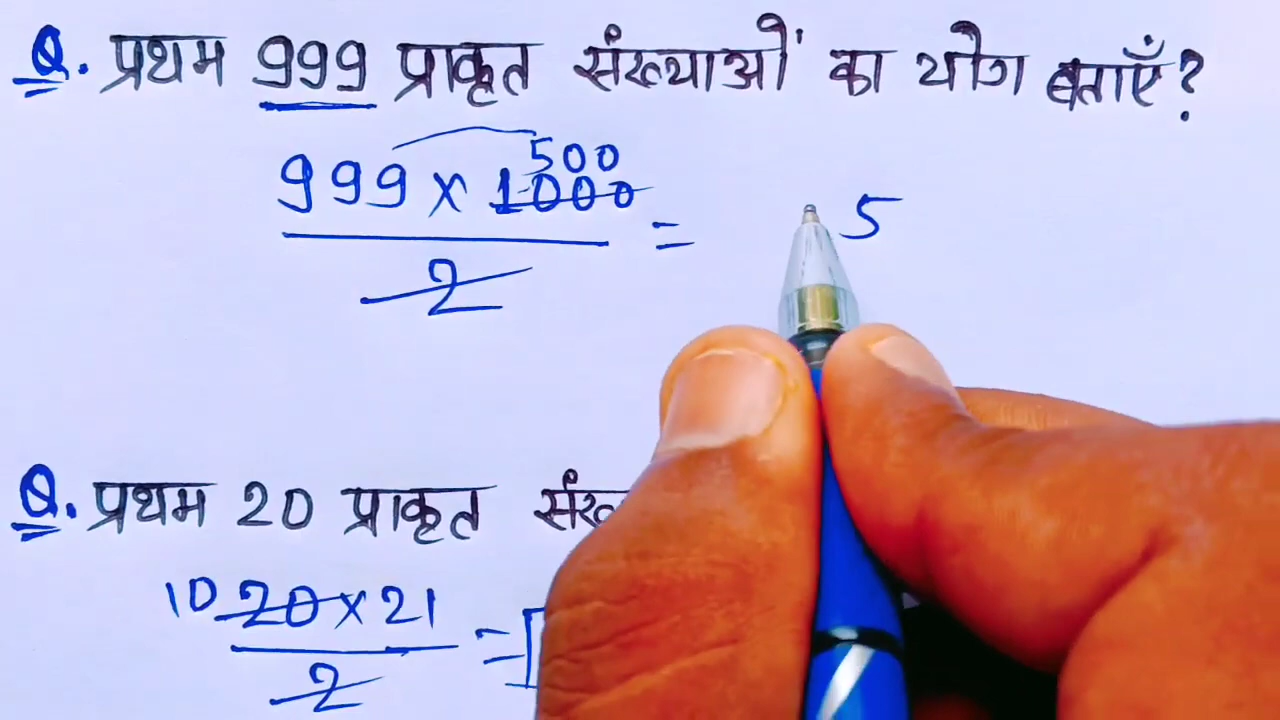 Q. प्रथम 999 प्राकृत संख्याओं का योग बताएँ?
500
999 x 1000
= 5
2
Q. प्रथम 20 प्राकृत
10 20 x 21
=
2